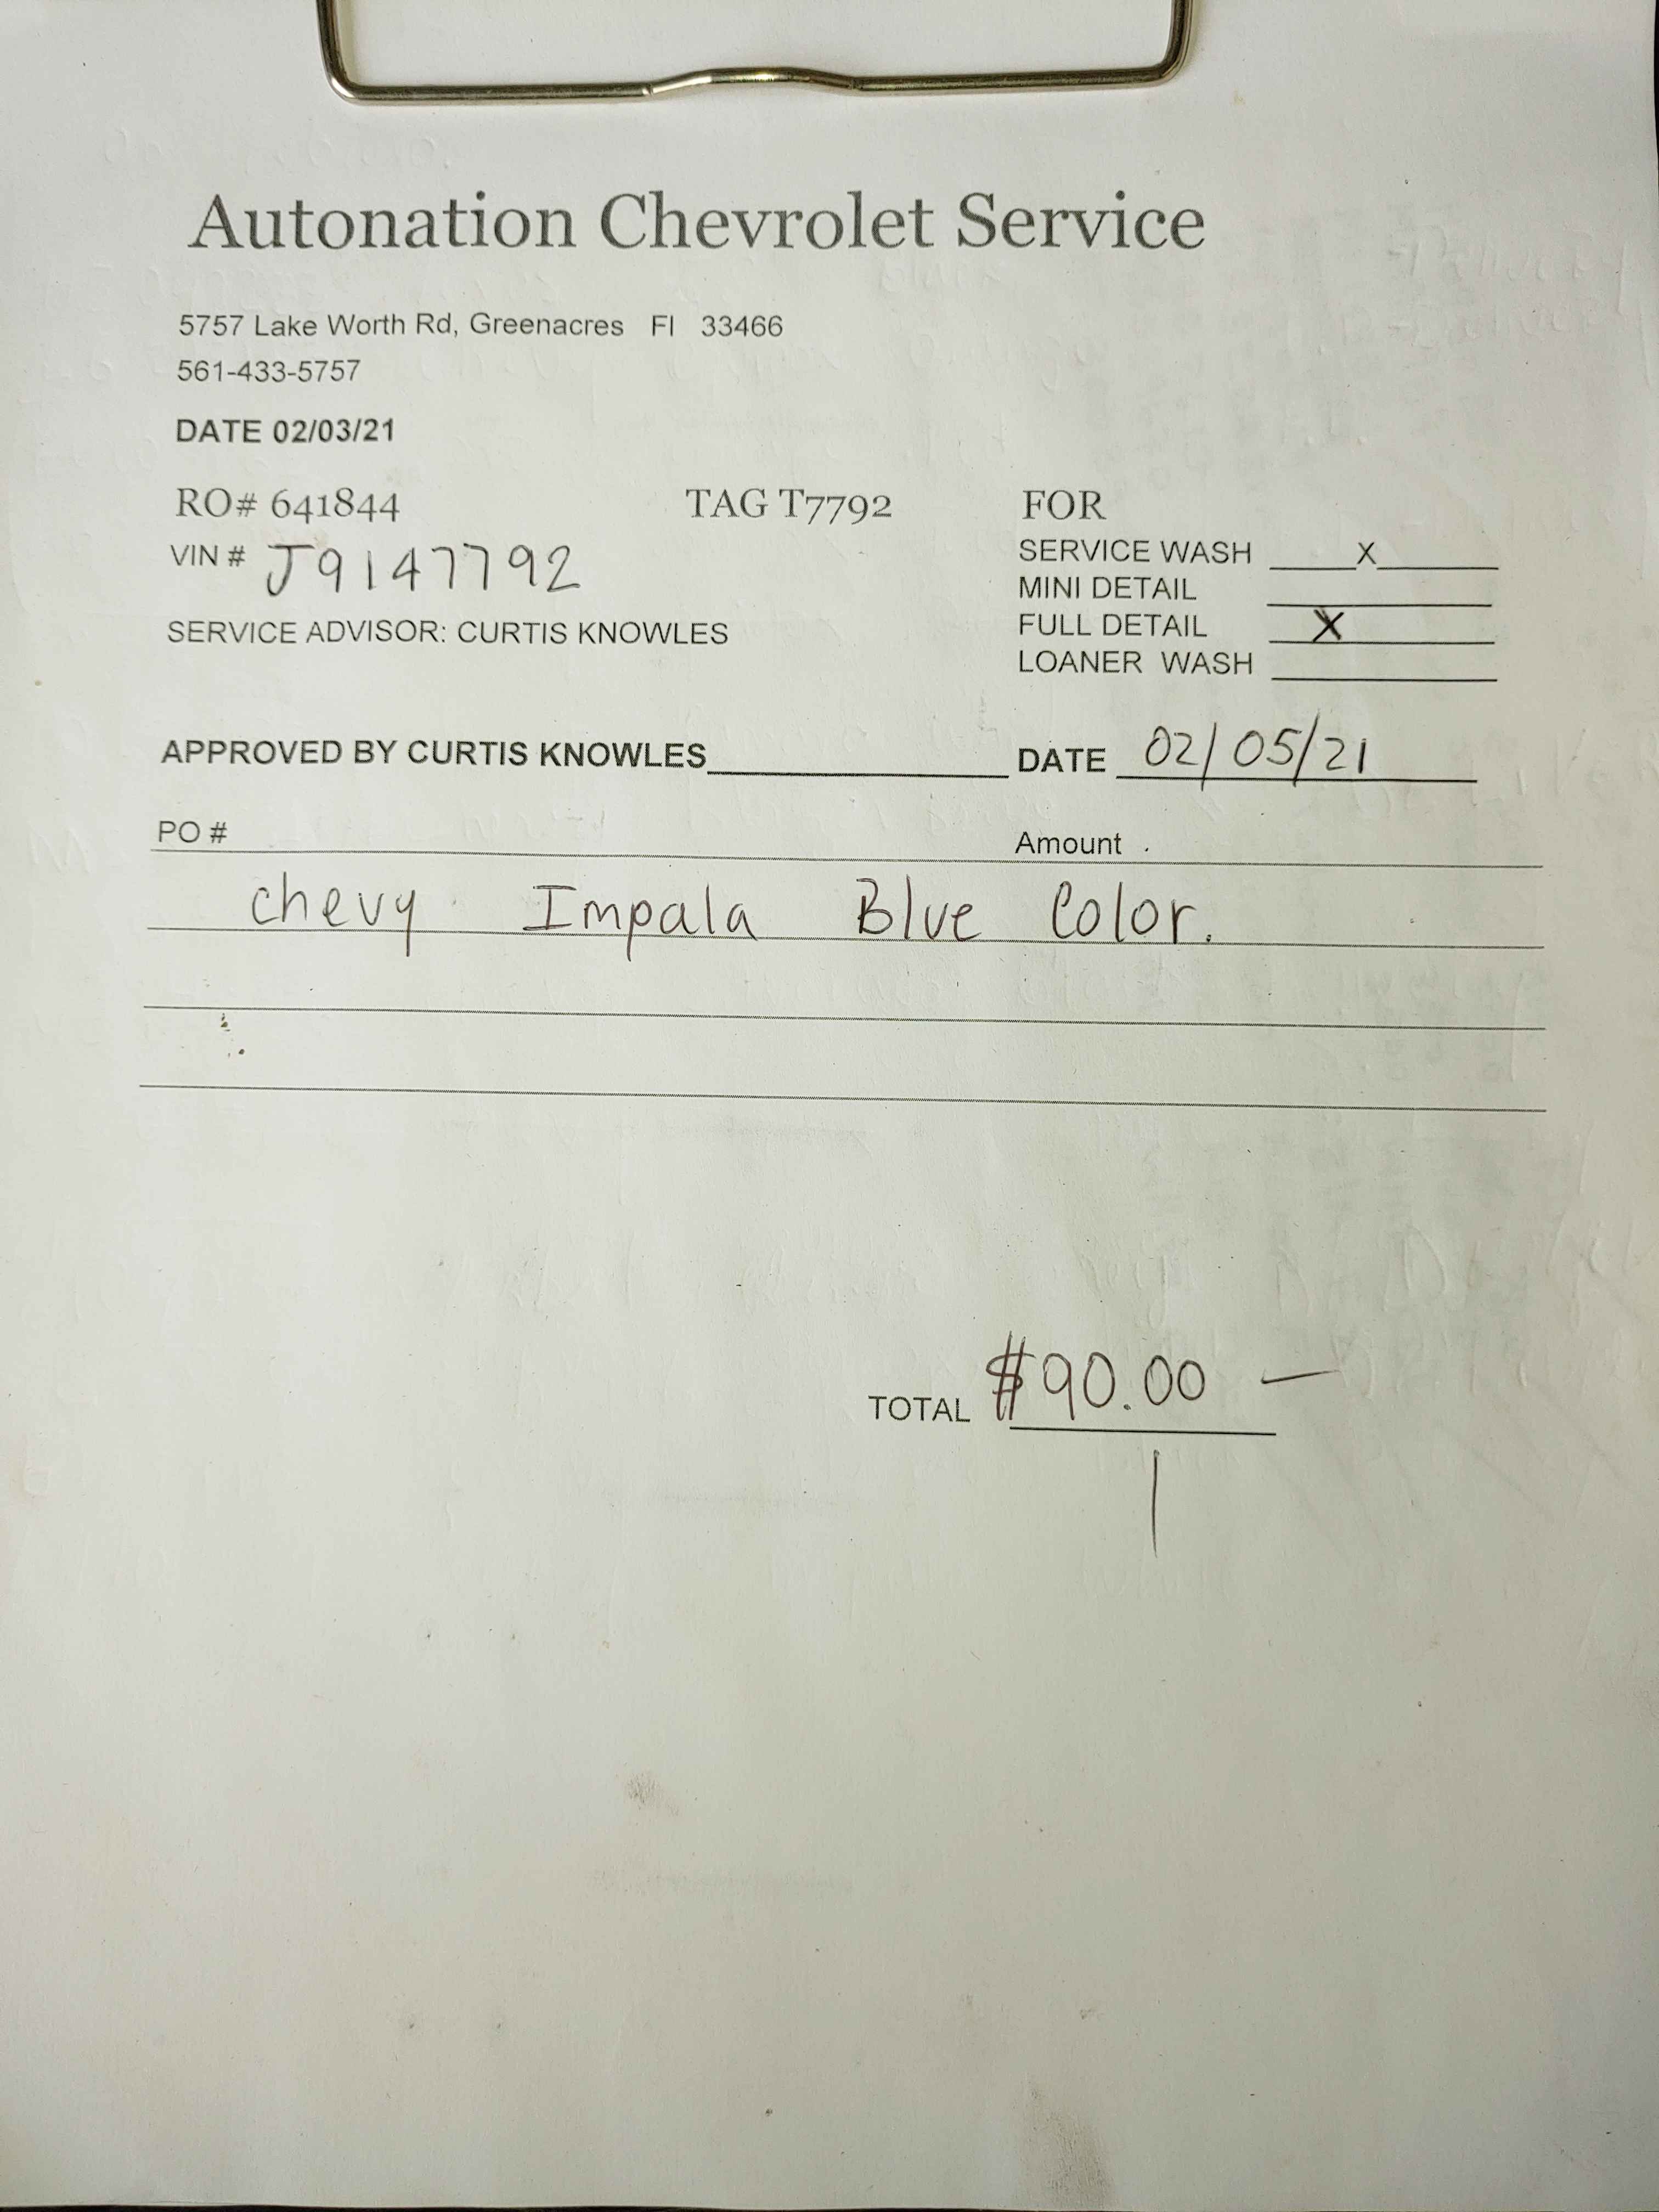 Autonation Chevrolet Service
5757 Lake Worth Rd, Greenacres Fl 33466
561-433-5757
DATE 02/03/21
RO# 641844 TAG T7792 FOR
VIN # J9147792
SERVICE WASH X
MINI DETAIL
FULL DETAIL X
SERVICE ADVISOR: CURTIS KNOWLES
LOANER WASH
APPROVED BY CURTIS KNOWLES DATE 02/05/21
PO # Amount .
Chevy Impala Blue Color.
TOTAL $90.00 —